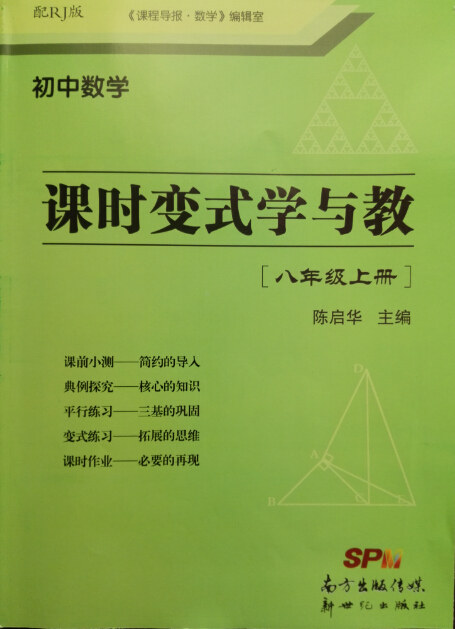 配RJ版
《课程导报·数学》编辑室
初中数学
课时变式学与教
[八年级上册]
陈启华 主编
课前小测——简约的导入
典例探究——核心的知识
平行练习——三基的巩固
变式练习——拓展的思维
课时作业——必要的再现
D
A
B
C
E
SPM
南方出版传媒
新世纪出版社